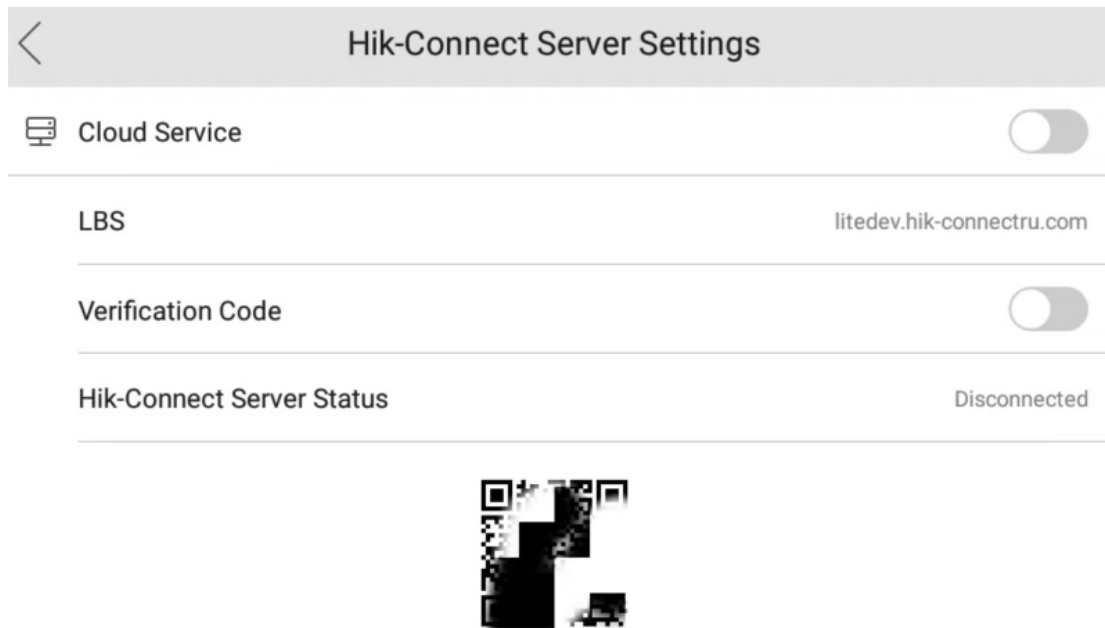 Hik-Connect Server Settings
Cloud Service
LBS litedev.hik-connectru.com
Verification Code
Hik-Connect Server Status Disconnected